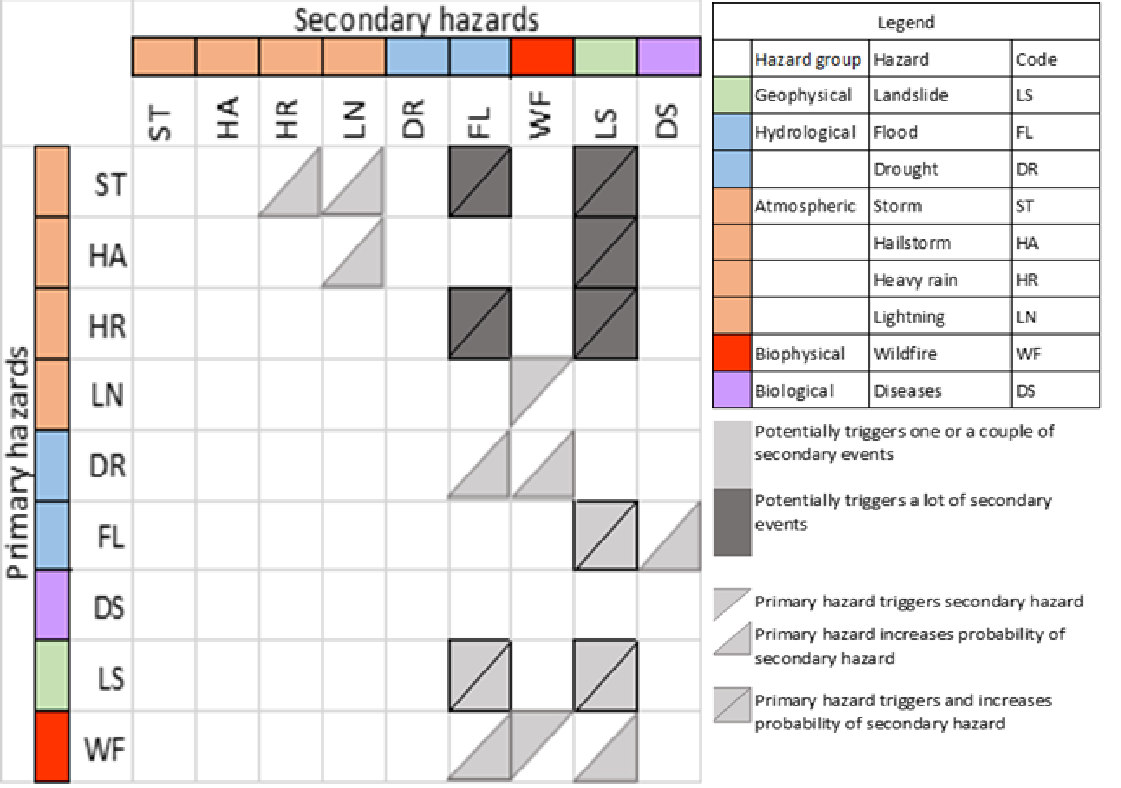 Secondary hazards
ST HA HR LN DR FL WF LS DS
Primary hazards
ST
HA
HR
LN
DR
FL
DS
LS
WF
Legend
Hazard group Hazard Code
Geophysical Landslide LS
Hydrological Flood FL
Drought DR
Atmospheric Storm ST
Hailstorm HA
Heavy rain HR
Lightning LN
Biophysical Wildfire WF
Biological Diseases DS
Potentially triggers one or a couple of
secondary events
Potentially triggers a lot of secondary
events
Primary hazard triggers secondary hazard
Primary hazard increases probability of
secondary hazard
Primary hazard triggers and increases
probability of secondary hazard